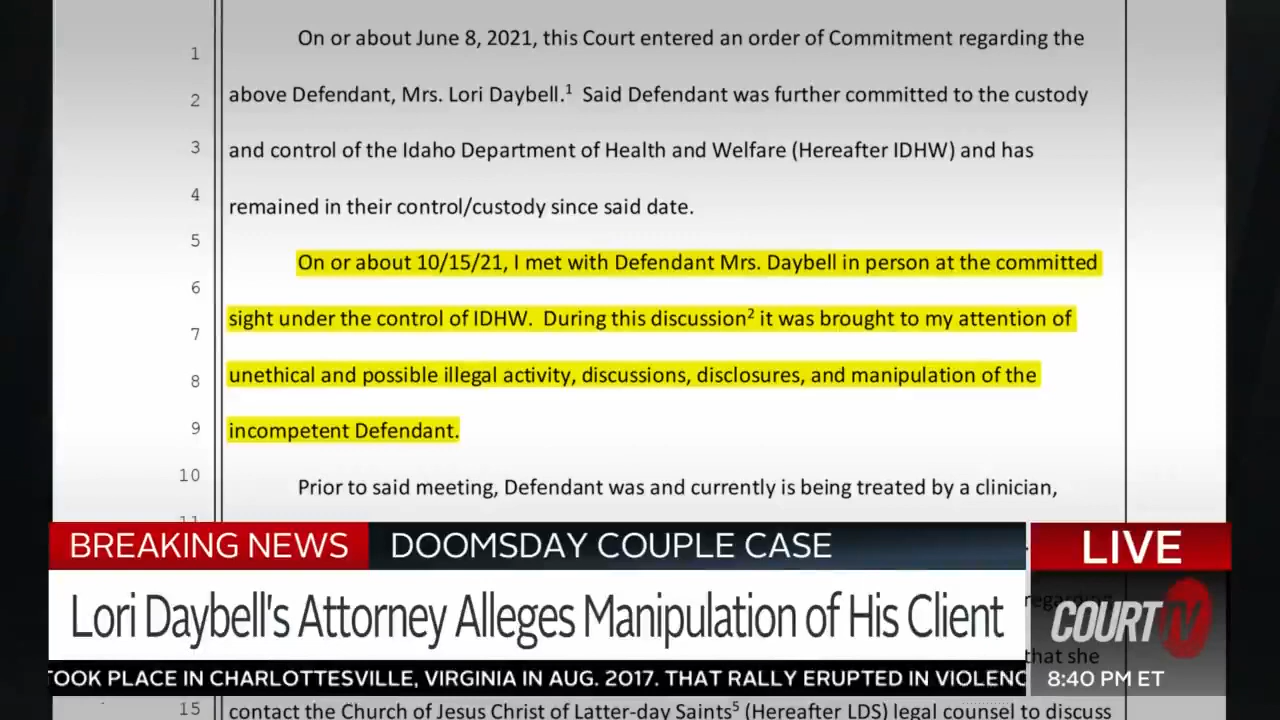 On or about June 8, 2021, this Court entered an order of Commitment regarding the
1
above Defendant, Mrs. Lori Daybell.¹ Said Defendant was further committed to the custody
2
and control of the Idaho Department of Health and Welfare (Hereafter IDHW) and has
3
remained in their control/custody since said date.
4
5
On or about 10/15/21, I met with Defendant Mrs. Daybell in person at the committed
6
sight under the control of IDHW. During this discussion² it was brought to my attention of
7
unethical and possible illegal activity, discussions, disclosures, and manipulation of the
8
incompetent Defendant.
9
10
Prior to said meeting, Defendant was and currently is being treated by a clinician,
BREAKING NEWS
DOOMSDAY COUPLE CASE
LIVE
Lori Daybell's Attorney Alleges Manipulation of His Client
regarding
COURT TV
that she
TOOK PLACE IN CHARLOTTESVILLE, VIRGINIA IN AUG. 2017. THAT RALLY ERUPTED IN VIOLENC
8:40 PM ET
15
contact the Church of Jesus Christ of Latter-day Saints⁵ (Hereafter LDS) legal counsel to discuss